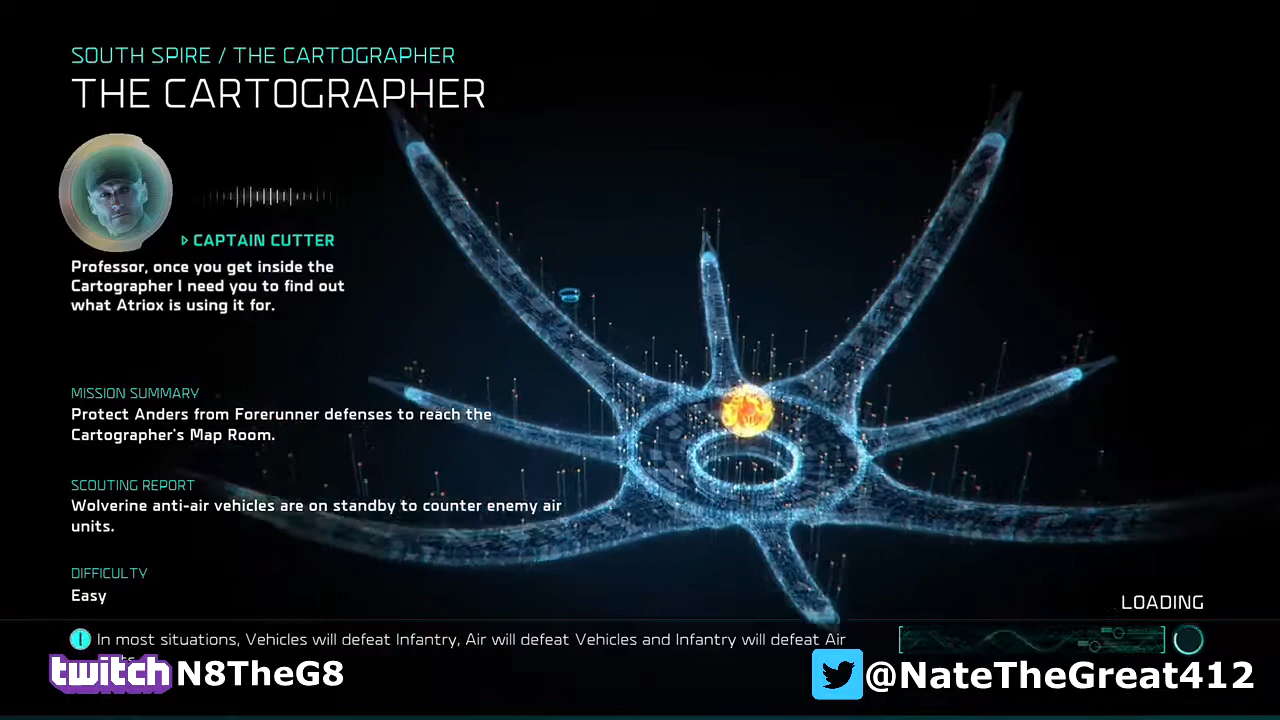 SOUTH SPIRE / THE CARTOGRAPHER
THE CARTOGRAPHER
CAPTAIN CUTTER
Professor, once you get inside the
Cartographer I need you to find out
what Atriox is using it for.
MISSION SUMMARY
Protect Anders from Forerunner defenses to reach the
Cartographer's Map Room.
SCOUTING REPORT
Wolverine anti-air vehicles are on standby to counter enemy air
units.
DIFFICULTY
Easy
LOADING
In most situations, Vehicles will defeat Infantry, Air will defeat Vehicles and Infantry will defeat Air
twitch N8TheG8
@NateTheGreat412